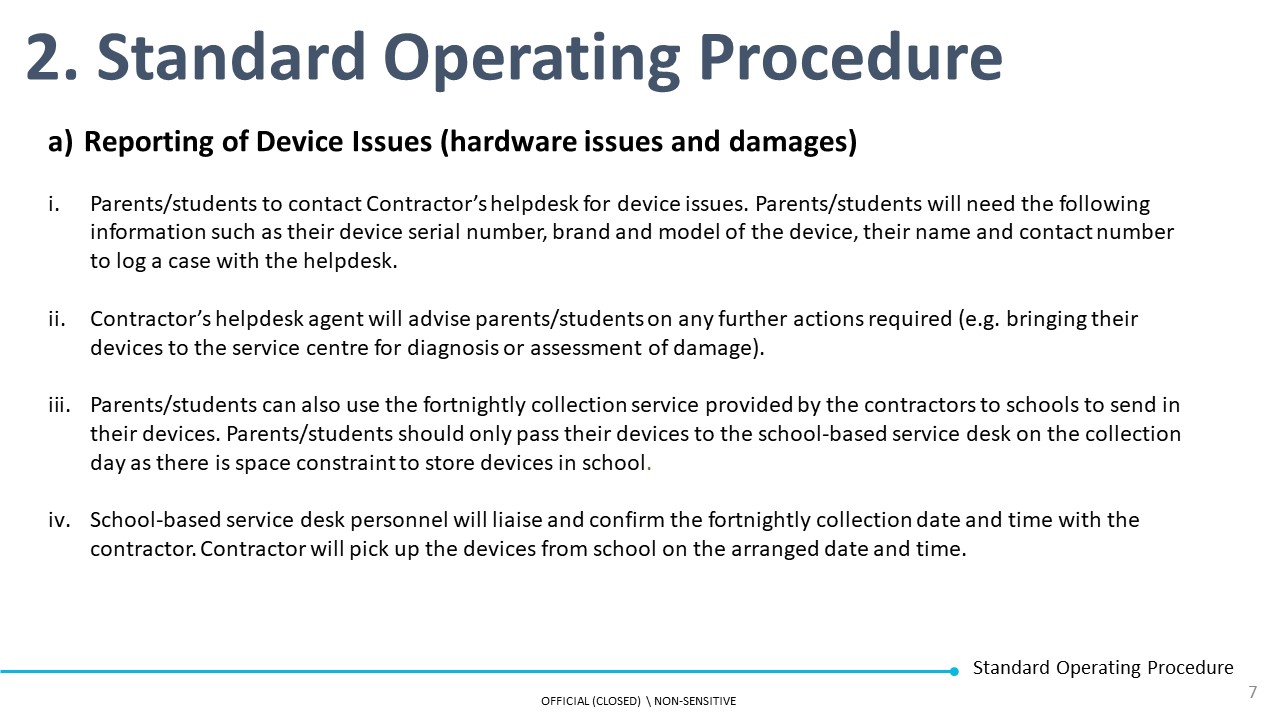 2. Standard Operating Procedure
a) Reporting of Device Issues (hardware issues and damages)
i. Parents/students to contact Contractor’s helpdesk for device issues. Parents/students will need the following
information such as their device serial number, brand and model of the device, their name and contact number
to log a case with the helpdesk.
ii. Contractor’s helpdesk agent will advise parents/students on any further actions required (e.g. bringing their
devices to the service centre for diagnosis or assessment of damage).
iii. Parents/students can also use the fortnightly collection service provided by the contractors to schools to send in
their devices. Parents/students should only pass their devices to the school-based service desk on the collection
day as there is space constraint to store devices in school.
iv. School-based service desk personnel will liaise and confirm the fortnightly collection date and time with the
contractor. Contractor will pick up the devices from school on the arranged date and time.
Standard Operating Procedure
7
OFFICIAL (CLOSED) \ NON-SENSITIVE